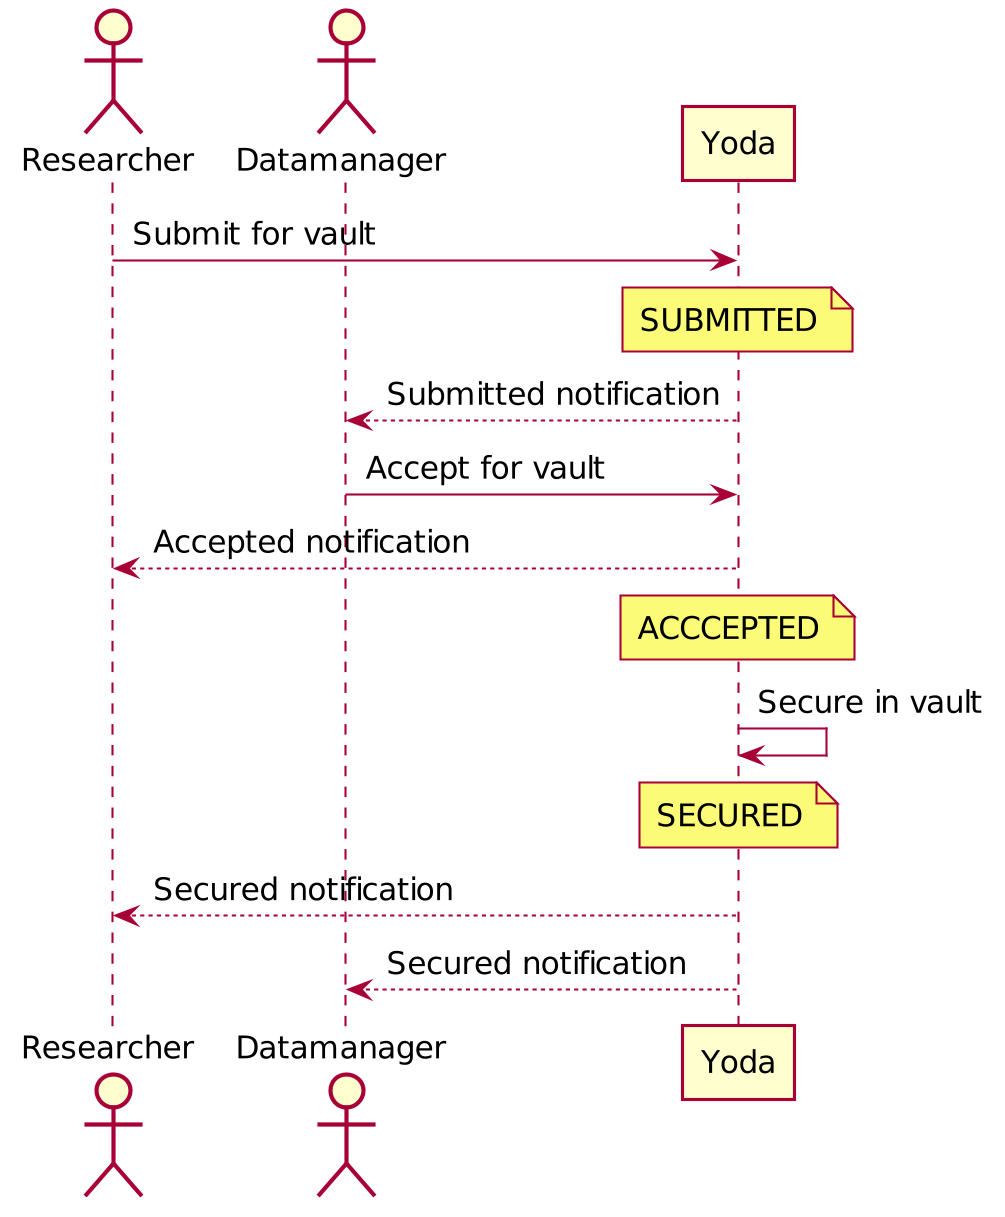 Researcher
Datamanager
Yoda
Submit for vault
SUBMITTED
Submitted notification
Accept for vault
Accepted notification
ACCCEPTED
Secure in vault
SECURED
Secured notification
Secured notification
Researcher
Datamanager
Yoda